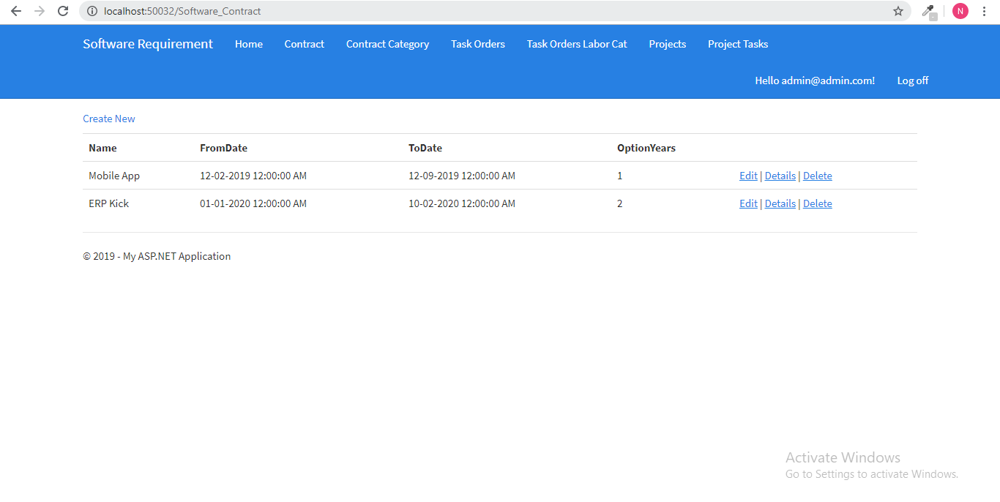 localhost:50032/Software_Contract
N
Software Requirement Home Contract Contract Category Task Orders Task Orders Labor Cat Projects Project Tasks
Hello admin@admin.com! Log off
Create New
Name FromDate ToDate OptionYears
Mobile App 12-02-2019 12:00:00 AM 12-09-2019 12:00:00 AM 1 Edit | Details | Delete
ERP Kick 01-01-2020 12:00:00 AM 10-02-2020 12:00:00 AM 2 Edit | Details | Delete
© 2019 - My ASP.NET Application
Activate Windows
Go to Settings to activate Windows.